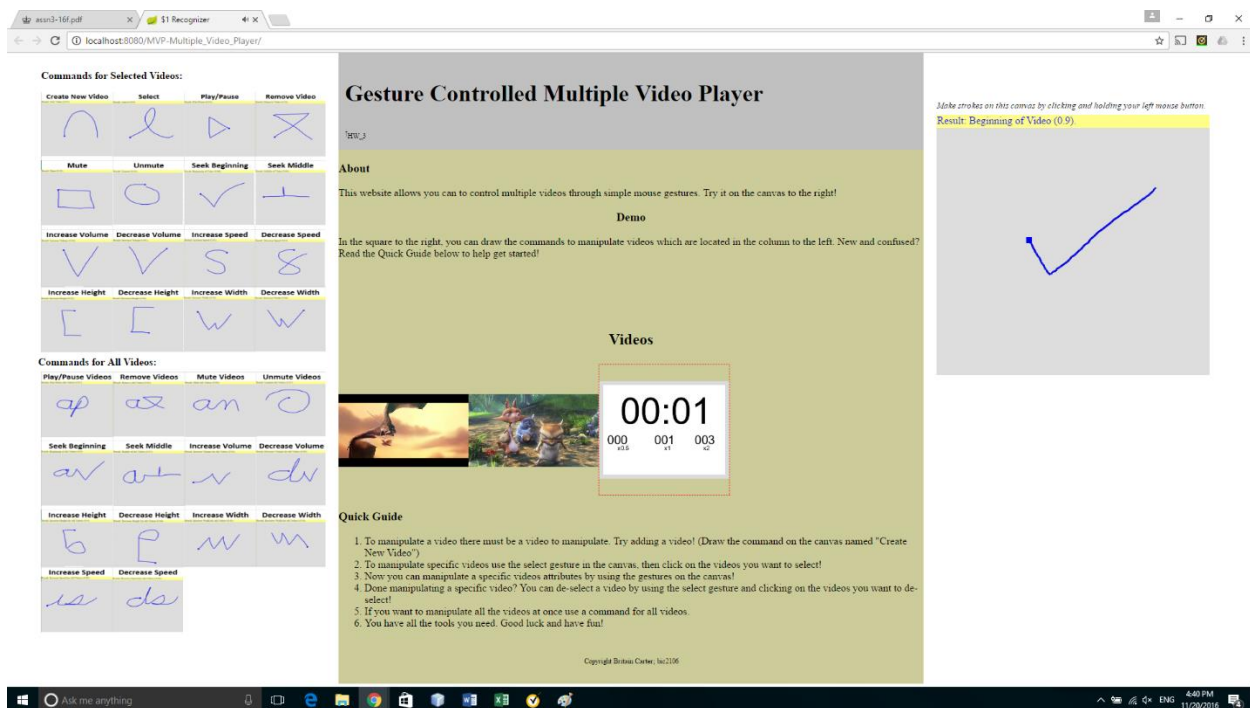 acsn3-16f.pdf
$1 Recognizer
localhost:8080/MVP-Multiple_Video_Player/
Commands for Selected Videos:
Create New Video Select Play/Pause Remove Video
Mute Unmute Seek Beginning Seek Middle
Increase Volume Decrease Volume Increase Speed Decrease Speed
Increase Height Decrease Height Increase Width Decrease Width
Commands for All Videos:
Play/Pause Videos Remove Videos Mute Videos Unmute Videos
Seek Beginning Seek Middle Increase Volume Decrease Volume
Increase Height Decrease Height Increase Width Decrease Width
Increase Speed Decrease Speed
Gesture Controlled Multiple Video Player
HW_3
About
This website allows you can to control multiple videos through simple mouse gestures. Try it on the canvas to the right!
Demo
In the square to the right, you can draw the commands to manipulate videos which are located in the column to the left. New and confused?
Read the Quick Guide below to help get started!
Videos
00:01
000 001 003
x0.5 x1 x2
Quick Guide
1. To manipulate a video there must be a video to manipulate. Try adding a video! (Draw the command on the canvas named "Create
New Video")
2. To manipulate specific videos use the select gesture in the canvas, then click on the videos you want to select!
3. Now you can manipulate a specific videos attributes by using the gestures on the canvas!
4. Done manipulating a specific video? You can de-select a video by using the select gesture and clicking on the videos you want to de-
select!
5. If you want to manipulate all the videos at once use a command for all videos.
6. You have all the tools you need. Good luck and have fun!
Copyright Britain Carter; bic2106
Make strokes on this canvas by clicking and holding your left mouse button.
Result: Beginning of Video (0.9).
Ask me anything
ENG
4:40 PM
11/20/2016